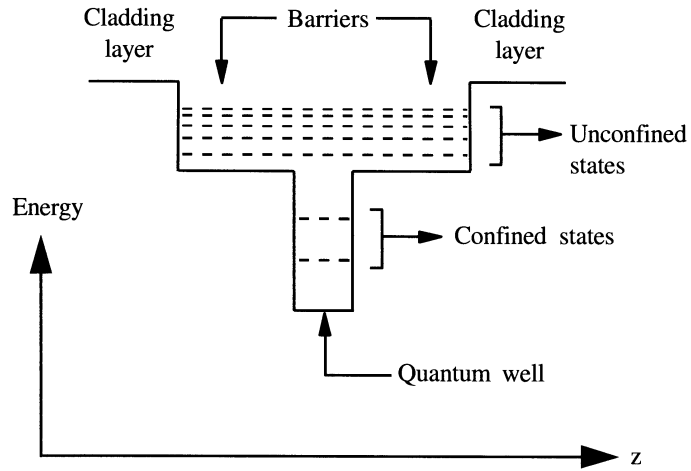 Cladding
layer
Barriers
Cladding
layer
Unconfined
states
Energy
Confined states
Quantum well
z